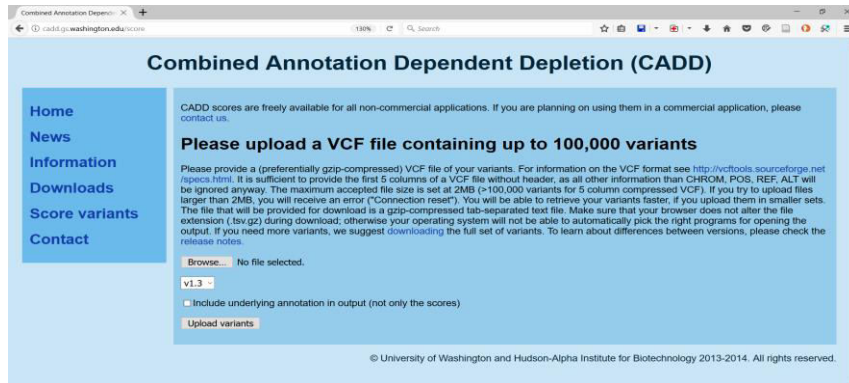 Combined Annotation Depende
cadd.gs.washington.edu/score
130%
Search
Combined Annotation Dependent Depletion (CADD)
Home
News
Information
Downloads
Score variants
Contact
CADD scores are freely available for all non-commercial applications. If you are planning on using them in a commercial application, please
contact us.
Please upload a VCF file containing up to 100,000 variants
Please provide a (preferentially gzip-compressed) VCF file of your variants. For information on the VCF format see http://vcftools.sourceforge.net
/specs.html. It is sufficient to provide the first 5 columns of a VCF file without header, as all other information than CHROM, POS, REF, ALT will
be ignored anyway. The maximum accepted file size is set at 2MB (>100,000 variants for 5 column compressed VCF). If you try to upload files
larger than 2MB, you will receive an error ("Connection reset"). You will be able to retrieve your variants faster, if you upload them in smaller sets.
The file that will be provided for download is a gzip-compressed tab-separated text file. Make sure that your browser does not alter the file
extension (.tsv.gz) during download; otherwise your operating system will not be able to automatically pick the right programs for opening the
output. If you need more variants, we suggest downloading the full set of variants. To learn about differences between versions, please check the
release notes.
Browse... No file selected.
v1.3
Include underlying annotation in output (not only the scores)
Upload variants
© University of Washington and Hudson-Alpha Institute for Biotechnology 2013-2014. All rights reserved.